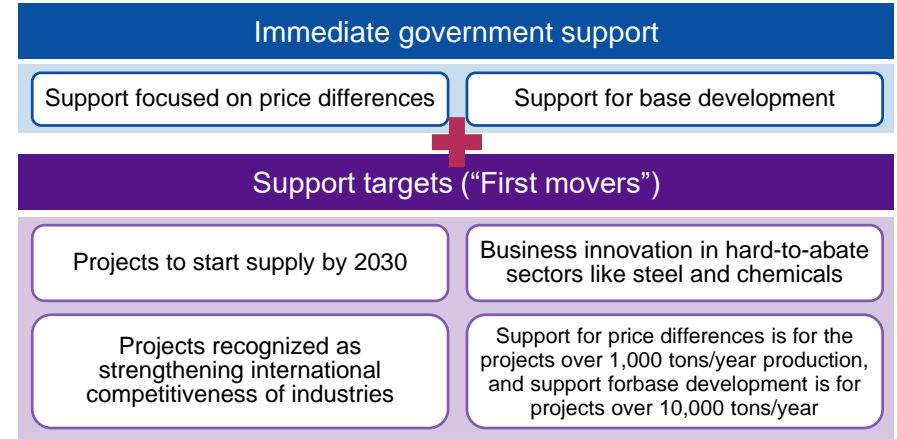 Immediate government support
Support focused on price differences
Support for base development
Support targets (“First movers”)
Projects to start supply by 2030
Business innovation in hard-to-abate
sectors like steel and chemicals
Projects recognized as
strengthening international
competitiveness of industries
Support for price differences is for the
projects over 1,000 tons/year production,
and support forbase development is for
projects over 10,000 tons/year